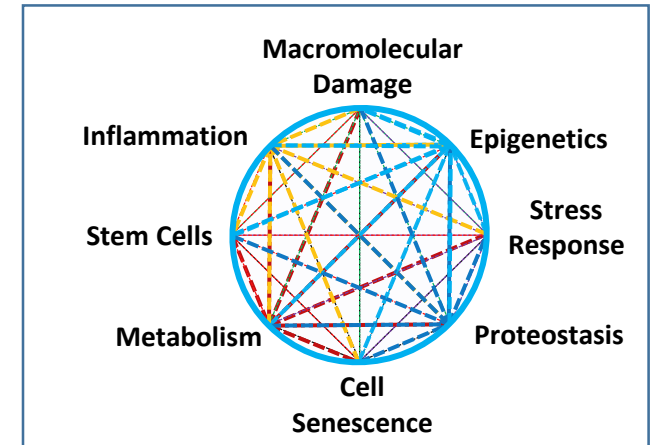 Macromolecular
Damage
Inflammation
Epigenetics
Stem Cells
Stress
Response
Metabolism
Proteostasis
Cell
Senescence